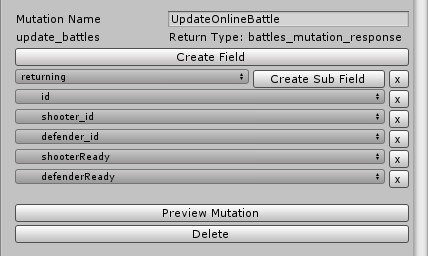 Mutation Name UpdateOnlineBattle
update_battles Return Type: battles_mutation_response
Create Field
returning Create Sub Field x
id x
shooter_id x
defender_id x
shooterReady x
defenderReady x
Preview Mutation
Delete